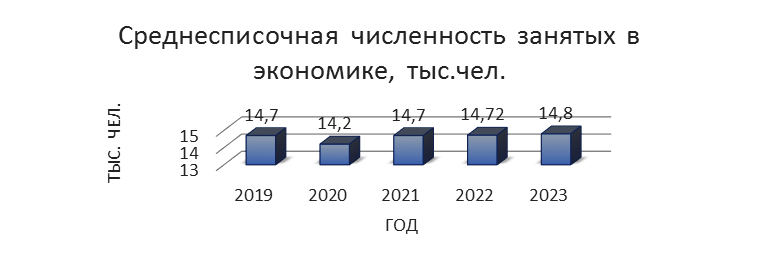 Среднесписочная численность занятых в
экономике, тыс.чел.
ТЫС. ЧЕЛ.
14,7 14,2 14,7 14,72 14,8
15
14
13
2019 2020 2021 2022 2023
ГОД